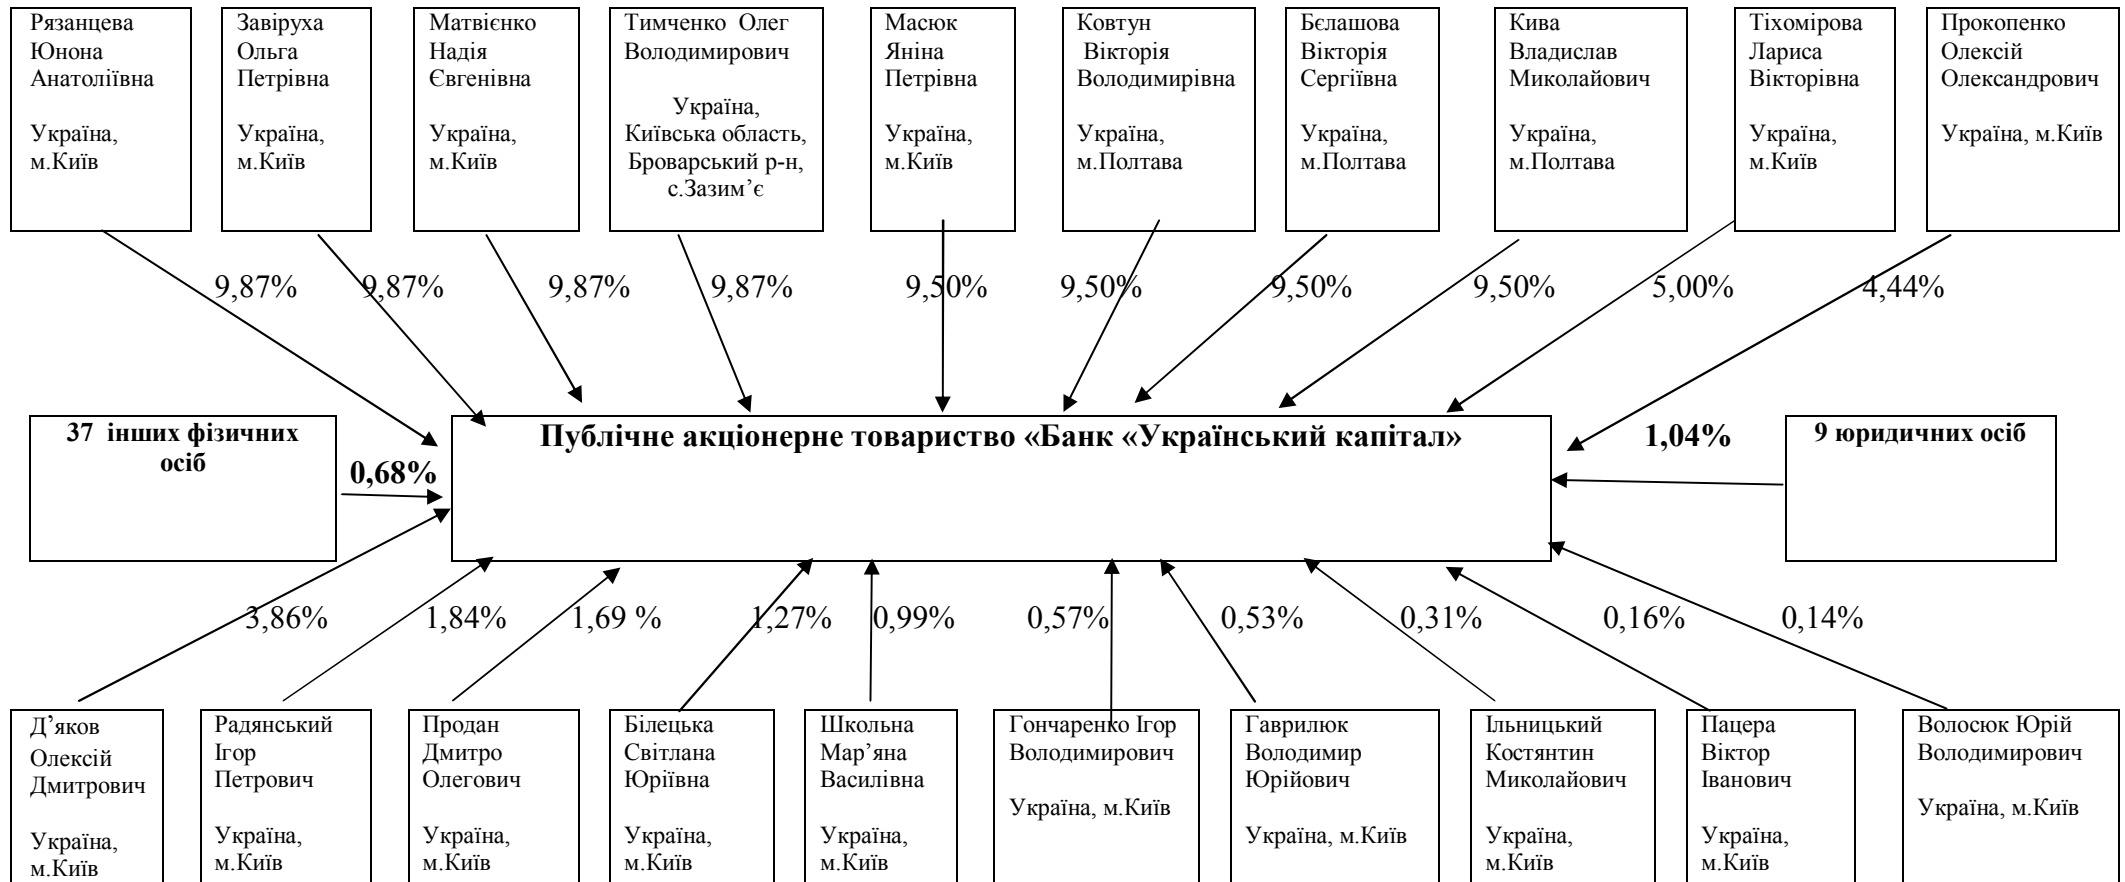 Рязанцева
Юнона
Анатоліївна
Україна,
м.Київ
Завіруха
Ольга
Петрівна
Україна,
м.Київ
Матвієнко
Надія
Євгенівна
Україна,
м.Київ
Тимченко Олег
Володимирович
Україна,
Київська область,
Броварський р-н,
с.Зазим’є
Масюк
Яніна
Петрівна
Україна,
м.Київ
Ковтун
Вікторія
Володимирівна
Україна,
м.Полтава
Бєлашова
Вікторія
Сергіївна
Україна,
м.Полтава
Кива
Владислав
Миколайович
Україна,
м.Полтава
Тіхомірова
Лариса
Вікторівна
Україна,
м.Київ
Прокопенко
Олексій
Олександрович
Україна, м.Київ
9,87%
9,87%
9,87%
9,87%
9,50%
9,50%
9,50%
9,50%
5,00%
4,44%
37 інших фізичних
осіб
0,68%
Публічне акціонерне товариство «Банк «Український капітал»
1,04%
9 юридичних осіб
3,86%
1,84%
1,69 %
1,27%
0,99%
0,57%
0,53%
0,31%
0,16%
0,14%
Д’яков
Олексій
Дмитрович
Україна,
м.Київ
Радянський
Ігор
Петрович
Україна,
м.Київ
Продан
Дмитро
Олегович
Україна,
м.Київ
Білецька
Світлана
Юріївна
Україна,
м.Київ
Школьна
Мар’яна
Василівна
Україна,
м.Київ
Гончаренко Ігор
Володимирович
Україна, м.Київ
Гаврилюк
Володимир
Юрійович
Україна, м.Київ
Ільницький
Костянтин
Миколайович
Україна,
м.Київ
Пацера
Віктор
Іванович
Україна,
м.Київ
Волосюк Юрій
Володимирович
Україна, м.Київ